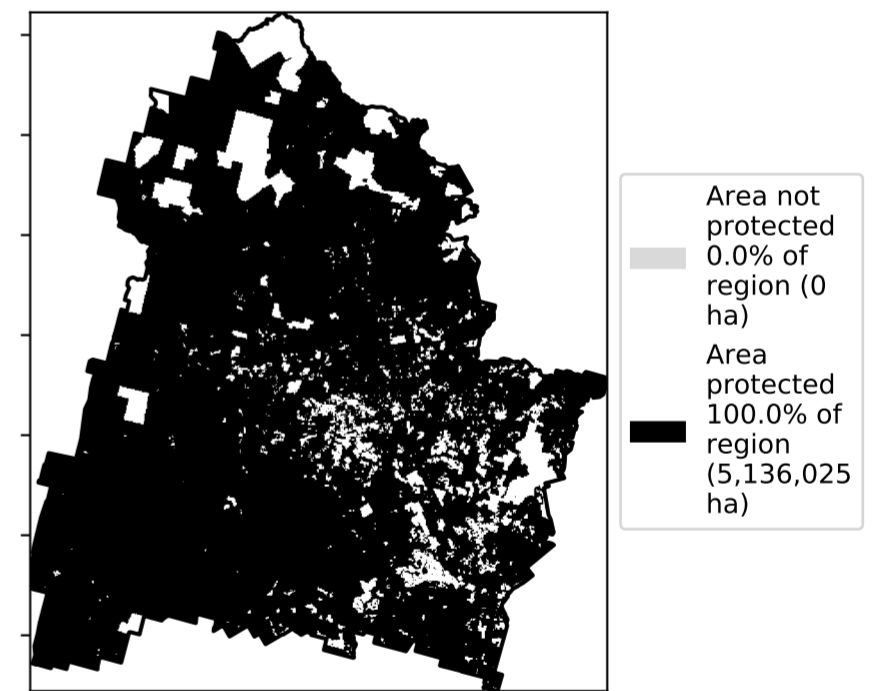 Area not
protected
0.0% of
region (0
ha)
Area
protected
100.0% of
region
(5,136,025
ha)